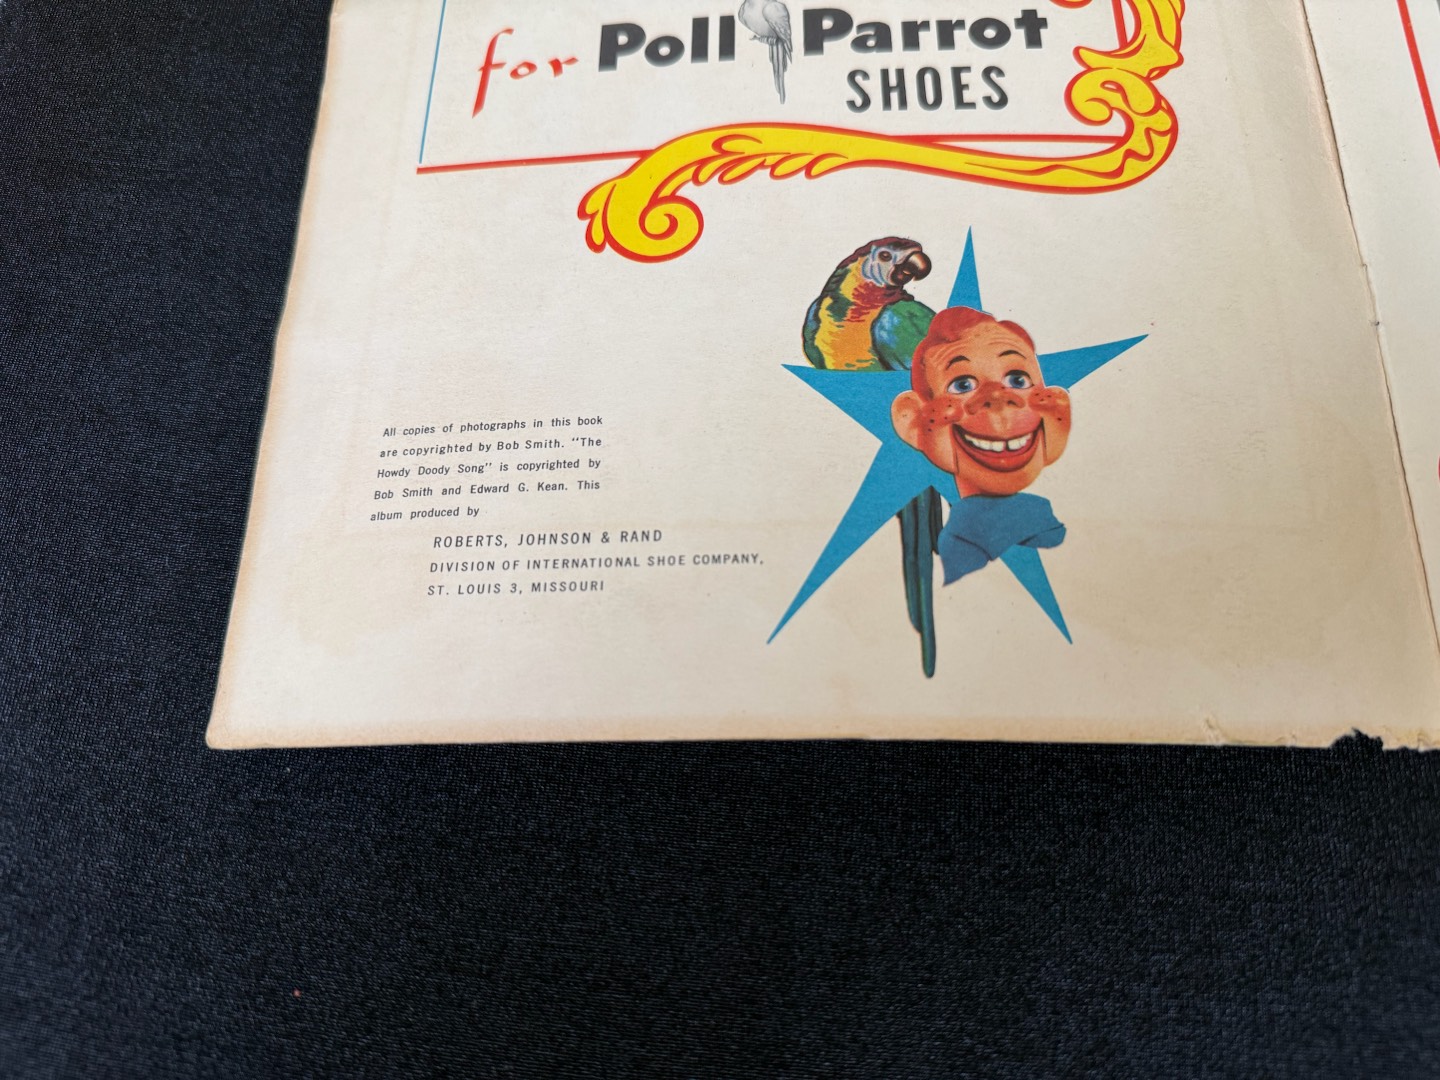 for Poll Parrot
SHOES
All copies of photographs in this book
are copyrighted by Bob Smith. "The
Howdy Doody Song" is copyrighted by
Bob Smith and Edward G. Kean. This
album produced by
ROBERTS, JOHNSON & RAND
DIVISION OF INTERNATIONAL SHOE COMPANY,
ST. LOUIS 3, MISSOURI